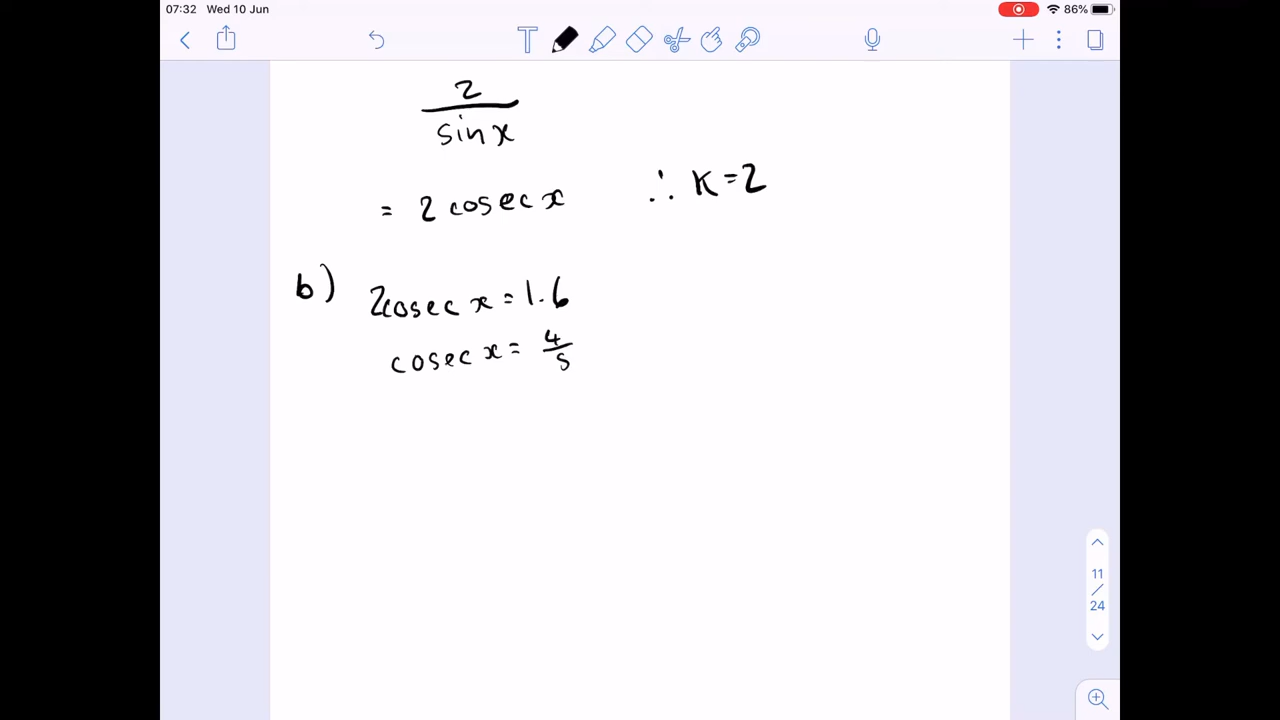 07:32 Wed 10 Jun 86%
T
2
sin x
= 2 cosec x ∴ K=2
b) 2cosec x = 1.6
cosec x = 4/5
11
/
24